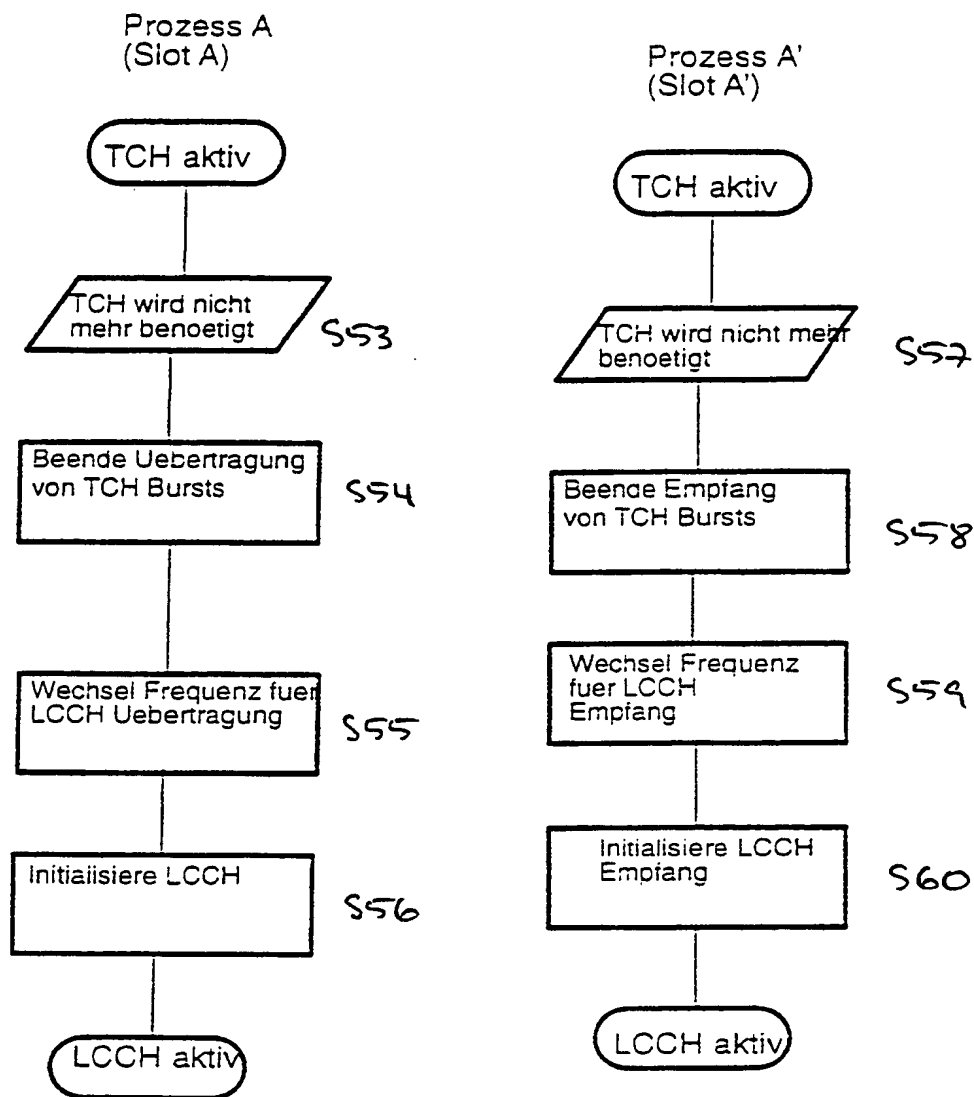 Prozess A
(Slot A)
TCH aktiv
TCH wird nicht
mehr benoetigt
S53
Beende Uebertragung
von TCH Bursts
S54
Wechsel Frequenz fuer
LCCH Uebertragung
S55
Initialisiere LCCH
S56
LCCH aktiv
Prozess A'
(Slot A')
TCH aktiv
TCH wird nicht mehr
benoetigt
S57
Beende Empfang
von TCH Bursts
S58
Wechsel Frequenz
fuer LCCH
Empfang
S59
Initialisiere LCCH
Empfang
S60
LCCH aktiv